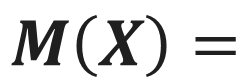 M(X) =